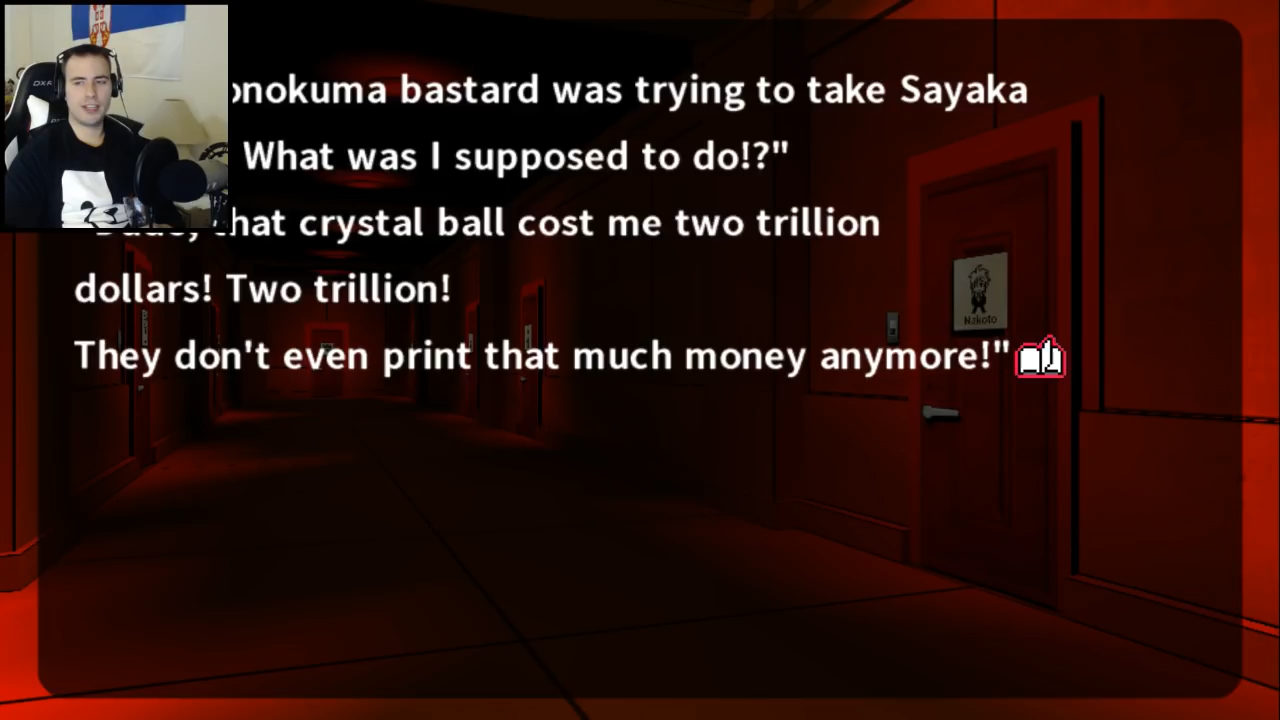 onokuma bastard was trying to take Sayaka
What was I supposed to do!?"
that crystal ball cost me two trillion
dollars! Two trillion!
They don't even print that much money anymore!"
Makoto